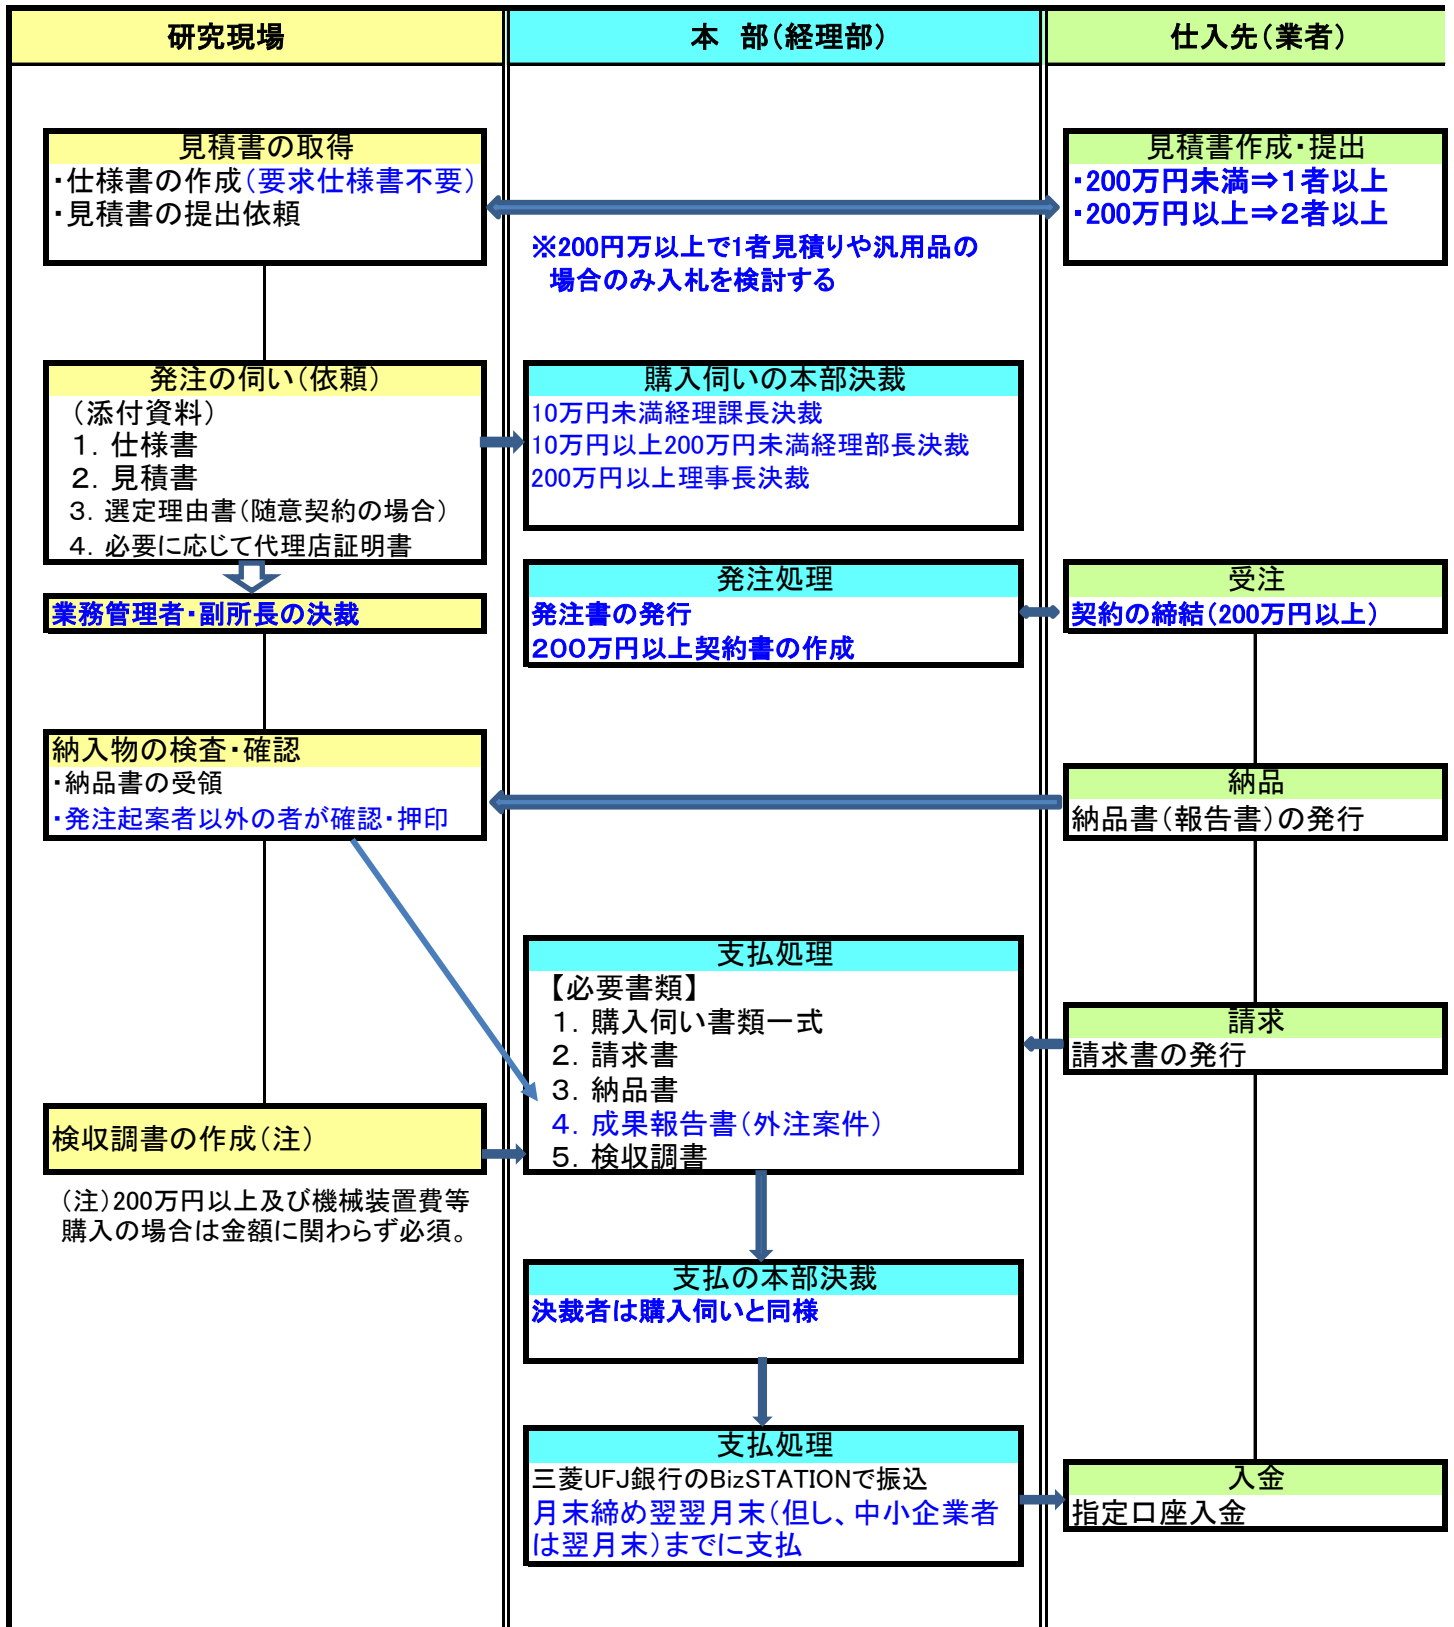 研究現場
本　部(経理部)
仕入先(業者)
見積書の取得
・仕様書の作成(要求仕様書不要)
・見積書の提出依頼
見積書作成・提出
・200万円未満⇒1者以上
・200万円以上⇒2者以上
※200円万以上で1者見積りや汎用品の
場合のみ入札を検討する
発注の伺い(依頼)
(添付資料)
1. 仕様書
2. 見積書
3. 選定理由書(随意契約の場合)
4. 必要に応じて代理店証明書
購入伺いの本部決裁
10万円未満経理課長決裁
10万円以上200万円未満経理部長決裁
200万円以上理事長決裁
業務管理者・副所長の決裁
発注処理
発注書の発行
200万円以上契約書の作成
受注
契約の締結(200万円以上)
納入物の検査・確認
・納品書の受領
・発注起案者以外の者が確認・押印
納品
納品書(報告書)の発行
支払処理
【必要書類】
1. 購入伺い書類一式
2. 請求書
3. 納品書
4. 成果報告書(外注案件)
5. 検収調書
請求
請求書の発行
検収調書の作成(注)
(注)200万円以上及び機械装置費等
購入の場合は金額に関わらず必須。
支払の本部決裁
決裁者は購入伺いと同様
支払処理
三菱UFJ銀行のBizSTATIONで振込
月末締め翌翌月末(但し、中小企業者
は翌月末)までに支払
入金
指定口座入金